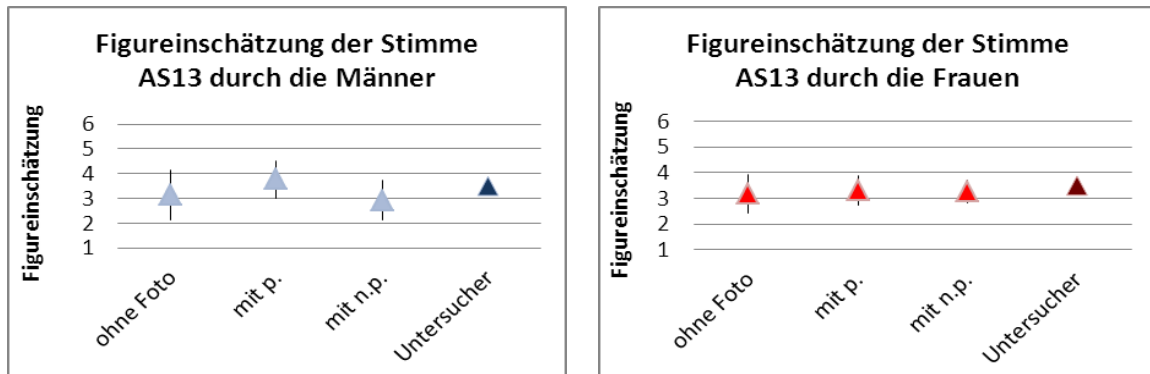 Figureinschätzung der Stimme
AS13 durch die Männer
Figureinschätzung
6
5
4
3
2
1
ohne Foto
mit p.
mit n.p.
Untersucher
Figureinschätzung der Stimme
AS13 durch die Frauen
Figureinschätzung
6
5
4
3
2
1
ohne Foto
mit p.
mit n.p.
Untersucher